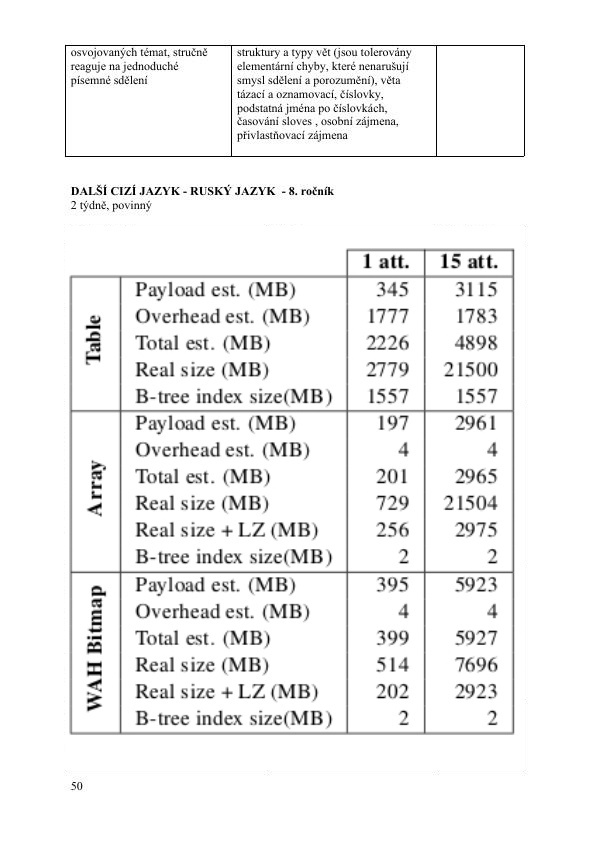 osvojovaných témat, stručně
reaguje na jednoduché
písemné sdělení
struktury a typy vět (jsou tolerovány
elementární chyby, které nenarušují
smysl sdělení a porozumění), věta
tázací a oznamovací, číslovky,
podstatná jména po číslovkách,
časování sloves , osobní zájmena,
přivlastňovací zájmena
DALŠÍ CIZÍ JAZYK - RUSKÝ JAZYK - 8. ročník
2 týdně, povinný
1 att. 15 att.
Table
Payload est. (MB) 345 3115
Overhead est. (MB) 1777 1783
Total est. (MB) 2226 4898
Real size (MB) 2779 21500
B-tree index size(MB) 1557 1557
Array
Payload est. (MB) 197 2961
Overhead est. (MB) 4 4
Total est. (MB) 201 2965
Real size (MB) 729 21504
Real size + LZ (MB) 256 2975
B-tree index size(MB) 2 2
WAH Bitmap
Payload est. (MB) 395 5923
Overhead est. (MB) 4 4
Total est. (MB) 399 5927
Real size (MB) 514 7696
Real size + LZ (MB) 202 2923
B-tree index size(MB) 2 2
50